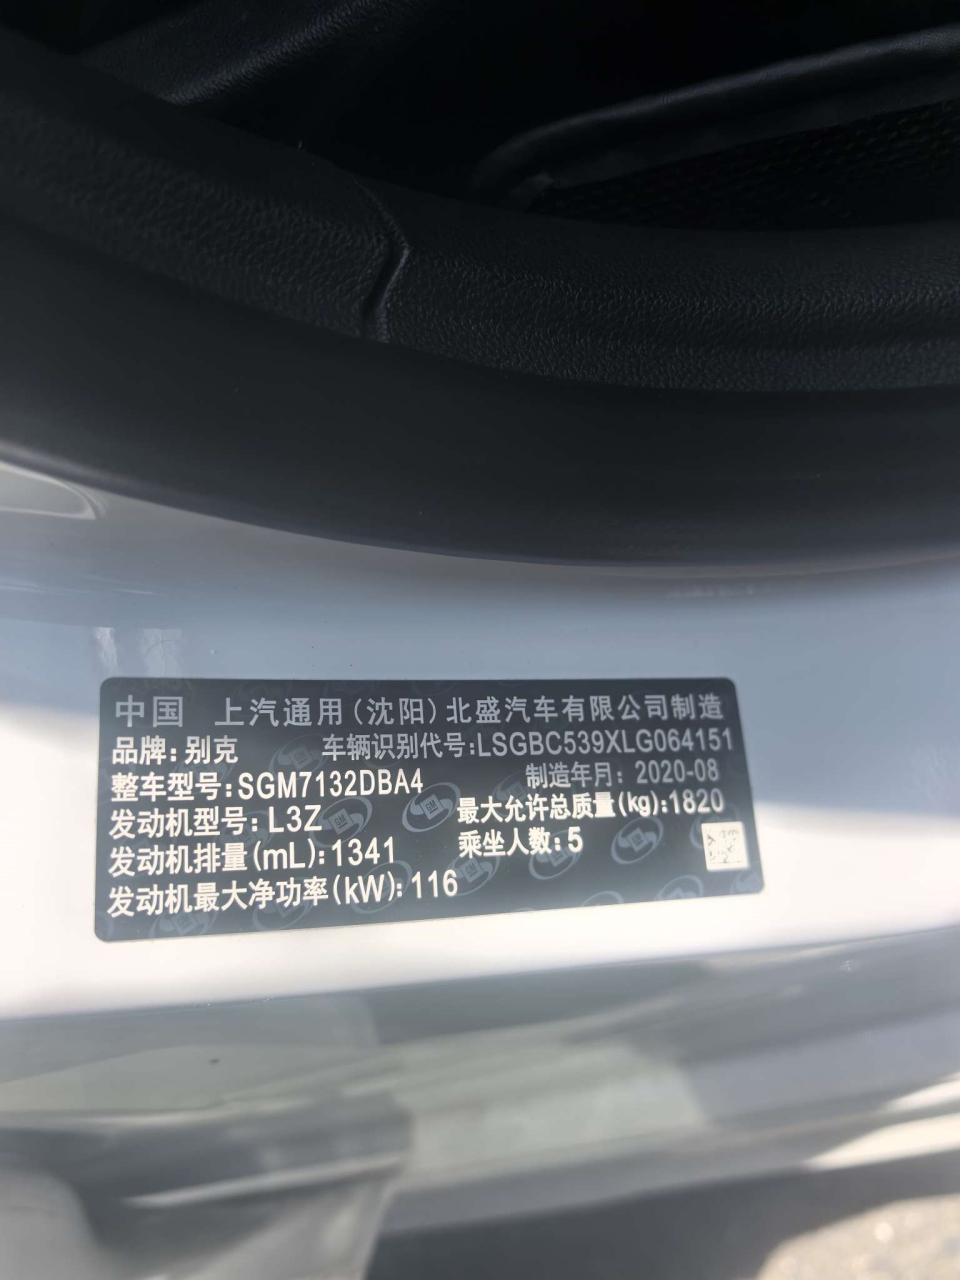 中国 上汽通用(沈阳)北盛汽车有限公司制造
品牌:别克 车辆识别代号:LSGBC539XLG064151
整车型号:SGM7132DBA4 制造年月:2020-08
发动机型号:L3Z 最大允许总质量(kg):1820
发动机排量(mL):1341 乘坐人数:5
发动机最大净功率(kW):116